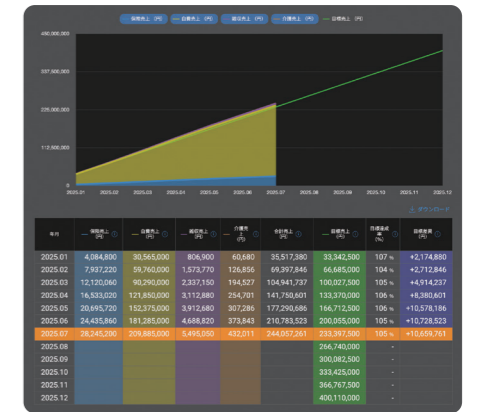 保険売上 (円) 自費売上 (円) 物販売上 (円) 介護売上 (円) 目標売上 (円)
450,000,000
337,500,000
225,000,000
112,500,000
0
2025.01 2025.02 2025.03 2025.04 2025.05 2025.06 2025.07 2025.08 2025.09 2025.10 2025.11 2025.12
ダウンロード
年月 保険売上 (円) 自費売上 (円) 物販売上 (円) 介護売上 (円) 合計売上 (円) 目標売上 (円) 目標達成率 (%) 目標差異 (円)
2025.01 4,084,800 30,565,000 806,900 60,680 35,517,380 33,342,500 107 % +2,174,880
2025.02 7,937,220 59,760,000 1,573,770 126,856 69,397,846 66,685,000 104 % +2,712,846
2025.03 12,120,060 90,290,000 2,337,150 194,527 104,941,737 100,027,500 105 % +4,914,237
2025.04 16,533,020 121,850,000 3,112,880 254,701 141,750,601 133,370,000 106 % +8,380,601
2025.05 20,695,720 152,375,000 3,912,680 307,286 177,290,686 166,712,500 106 % +10,578,186
2025.06 24,435,860 181,285,000 4,688,820 373,843 210,783,523 200,055,000 105 % +10,728,523
2025.07 28,245,200 209,885,000 5,495,050 432,011 244,057,261 233,397,500 105 % +10,659,761
2025.08 266,740,000 -
2025.09 300,082,500 -
2025.10 333,425,000 -
2025.11 366,767,500 -
2025.12 400,110,000 -